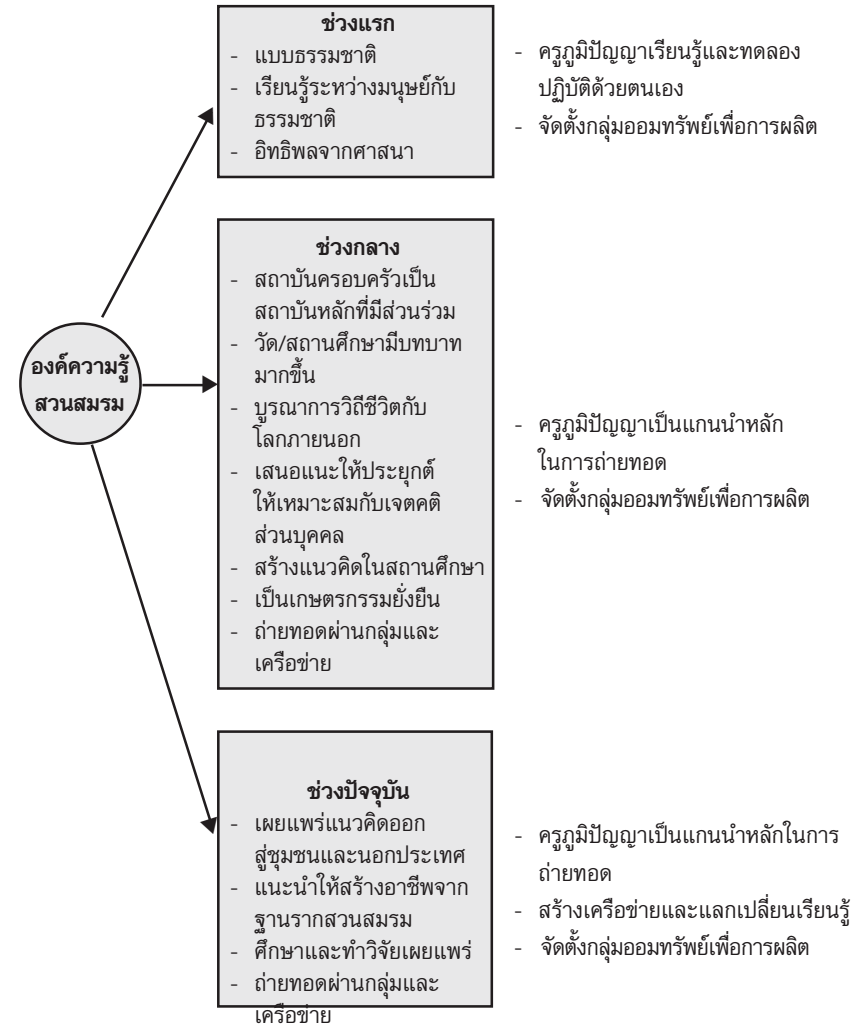 ช่วงแรก
- แบบธรรมชาติ
- เรียนรู้ระหว่างมนุษย์กับ
ธรรมชาติ
- อิทธิพลจากศาสนา
- ครูภูมิปัญญาเรียนรู้และทดลอง
ปฏิบัติด้วยตนเอง
- จัดตั้งกลุ่มออมทรัพย์เพื่อการผลิต
องค์ความรู้
สวนสมรม
ช่วงกลาง
- สถาบันครอบครัวเป็น
สถาบันหลักที่มีส่วนร่วม
- วัด/สถานศึกษามีบทบาท
มากขึ้น
- บูรณาการวิถีชีวิตกับ
โลกภายนอก
- เสนอแนะให้ประยุกต์
ให้เหมาะสมกับเจตคติ
ส่วนบุคคล
- สร้างแนวคิดในสถานศึกษา
- เป็นเกษตรกรรมยั่งยืน
- ถ่ายทอดผ่านกลุ่มและ
เครือข่าย
- ครูภูมิปัญญาเป็นแกนนำหลัก
ในการถ่ายทอด
- จัดตั้งกลุ่มออมทรัพย์เพื่อการผลิต
ช่วงปัจจุบัน
- เผยแพร่แนวคิดออก
สู่ชุมชนและนอกประเทศ
- แนะนำให้สร้างอาชีพจาก
ฐานรากสวนสมรม
- ศึกษาและทำวิจัยเผยแพร่
- ถ่ายทอดผ่านกลุ่มและ
เครือข่าย
- ครูภูมิปัญญาเป็นแกนนำหลักในการ
ถ่ายทอด
- สร้างเครือข่ายและแลกเปลี่ยนเรียนรู้
- จัดตั้งกลุ่มออมทรัพย์เพื่อการผลิต